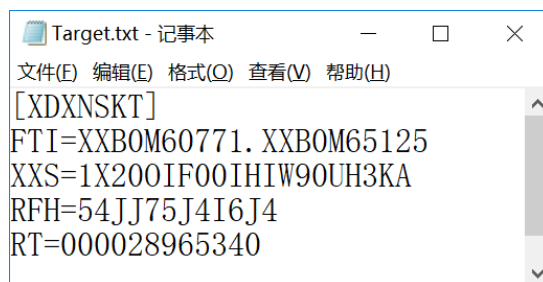 Target.txt - 记事本
文件(F) 编辑(E) 格式(O) 查看(V) 帮助(H)
[XDXNSKT]
FTI=XXB0M60771.XXB0M65125
XXS=1X20OIF00IHIW90UH3KA
RFH=54JJ75J4I6J4
RT=000028965340